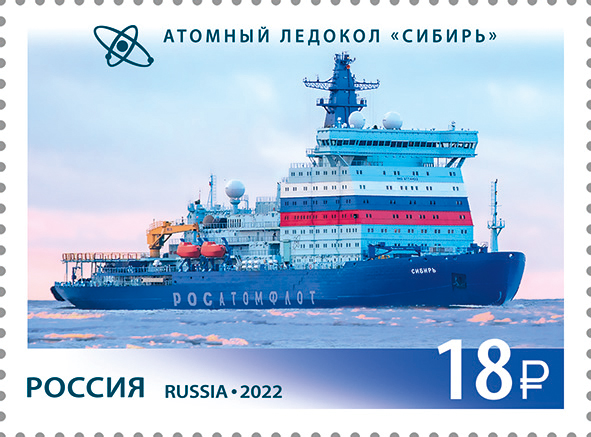 АТОМНЫЙ ЛЕДОКОЛ «СИБИРЬ»
СИБИРЬ
РОСАТОМФЛОТ
18₽
РОССИЯ RUSSIA • 2022